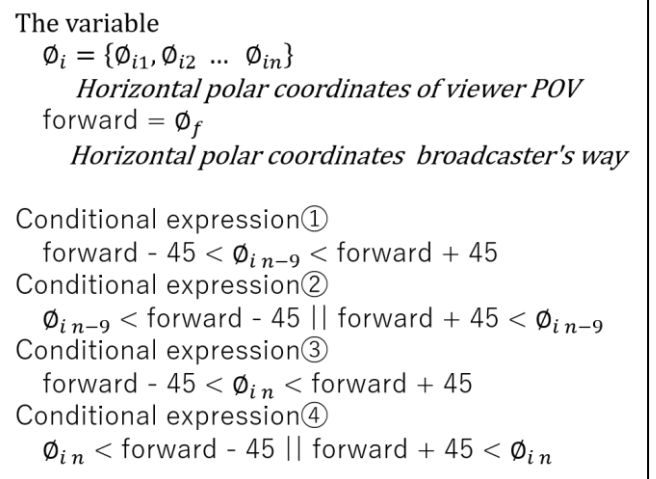 The variable
∅ᵢ = {∅ᵢ₁, ∅ᵢ₂ … ∅ᵢₙ}
Horizontal polar coordinates of viewer POV
forward = ∅_f
Horizontal polar coordinates broadcaster's way
Conditional expression①
forward - 45 < ∅ᵢ ₙ₋₉ < forward + 45
Conditional expression②
∅ᵢ ₙ₋₉ < forward - 45 || forward + 45 < ∅ᵢ ₙ₋₉
Conditional expression③
forward - 45 < ∅ᵢ ₙ < forward + 45
Conditional expression④
∅ᵢ ₙ < forward - 45 || forward + 45 < ∅ᵢ ₙ